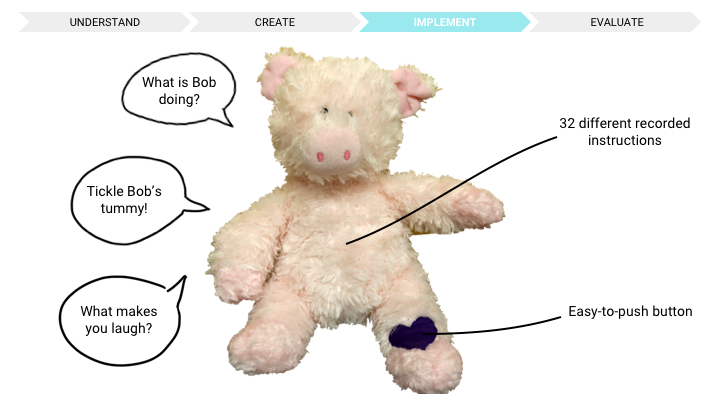 UNDERSTAND
CREATE
IMPLEMENT
EVALUATE
What is Bob
doing?
32 different recorded
instructions
Tickle Bob's
tummy!
What makes
you laugh?
Easy-to-push button